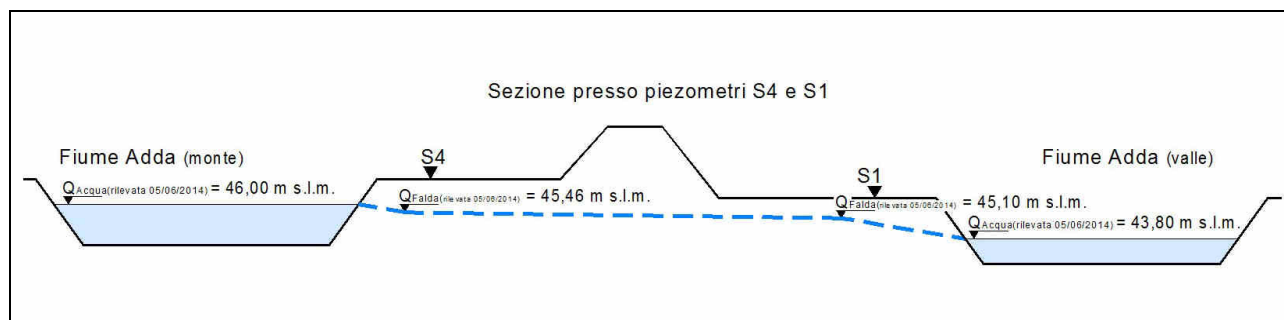 Sezione presso piezometri S4 e S1
Fiume Adda (monte)
S4
Fiume Adda (valle)
S1
QAcqua(rilevata 05/06/2014) = 46,00 m s.l.m.
QFalda(rilevata 05/06/2014) = 45,46 m s.l.m.
QFalda(rilevata 05/06/2014) = 45,10 m s.l.m.
QAcqua(rilevata 05/06/2014) = 43,80 m s.l.m.